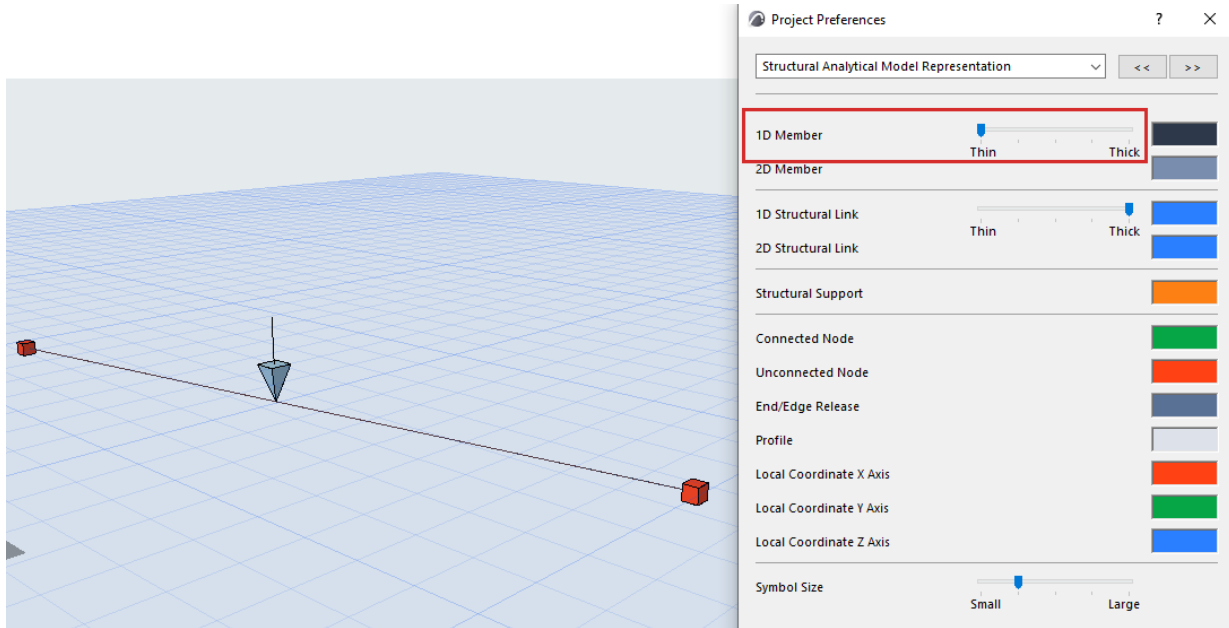 Project Preferences ? X
Structural Analytical Model Representation << >>
1D Member
Thin Thick
2D Member
1D Structural Link
Thin Thick
2D Structural Link
Structural Support
Connected Node
Unconnected Node
End/Edge Release
Profile
Local Coordinate X Axis
Local Coordinate Y Axis
Local Coordinate Z Axis
Symbol Size
Small Large